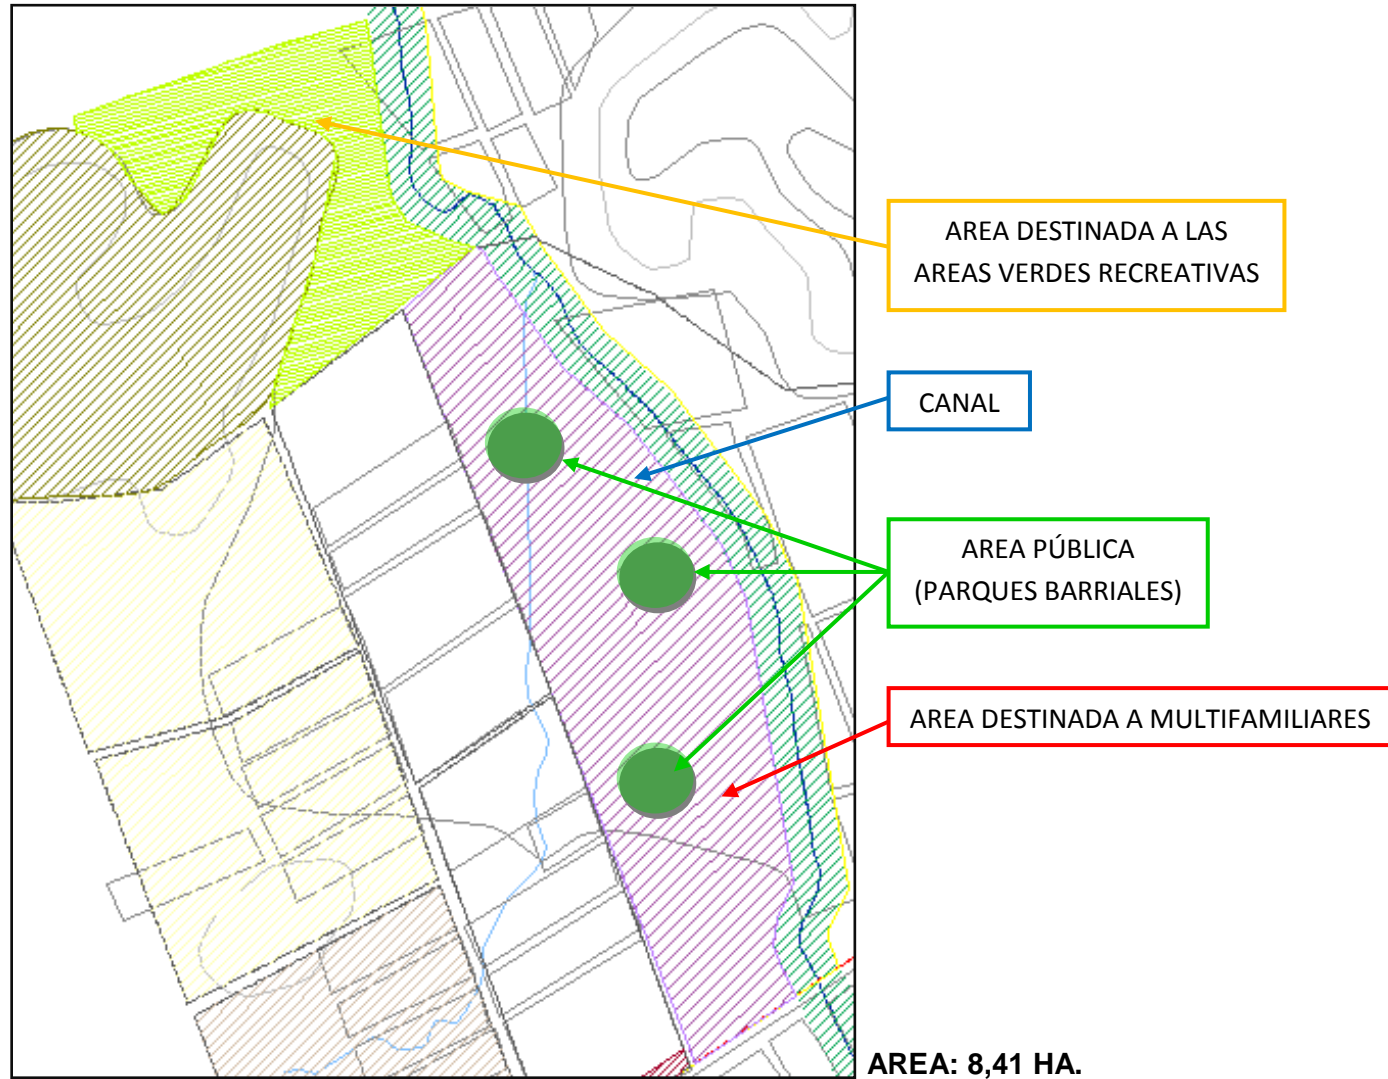 AREA DESTINADA A LAS
AREAS VERDES RECREATIVAS
CANAL
AREA PÚBLICA
(PARQUES BARRIALES)
AREA DESTINADA A MULTIFAMILIARES
AREA: 8,41 HA.